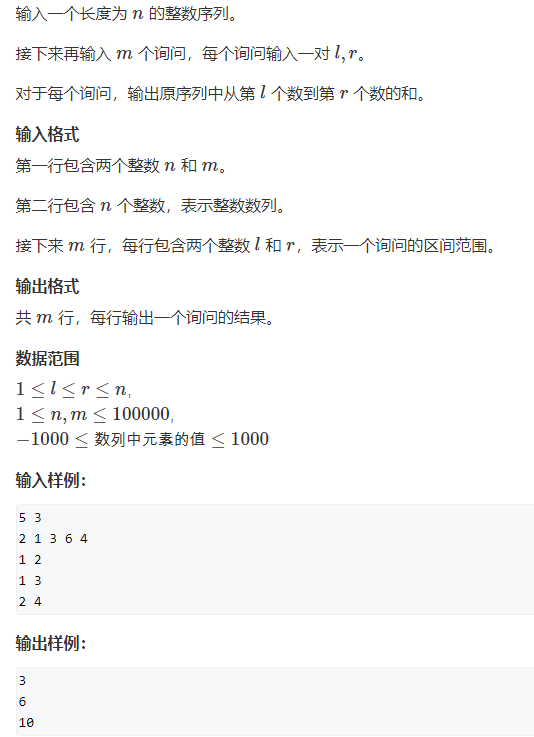 输入一个长度为 n 的整数序列。
接下来再输入 m 个询问，每个询问输入一对 l, r。
对于每个询问，输出原序列中从第 l 个数到第 r 个数的和。
输入格式
第一行包含两个整数 n 和 m。
第二行包含 n 个整数，表示整数数列。
接下来 m 行，每行包含两个整数 l 和 r，表示一个询问的区间范围。
输出格式
共 m 行，每行输出一个询问的结果。
数据范围
1 ≤ l ≤ r ≤ n,
1 ≤ n, m ≤ 100000,
−1000 ≤ 数列中元素的值 ≤ 1000
输入样例：
5 3
2 1 3 6 4
1 2
1 3
2 4
输出样例：
3
6
10